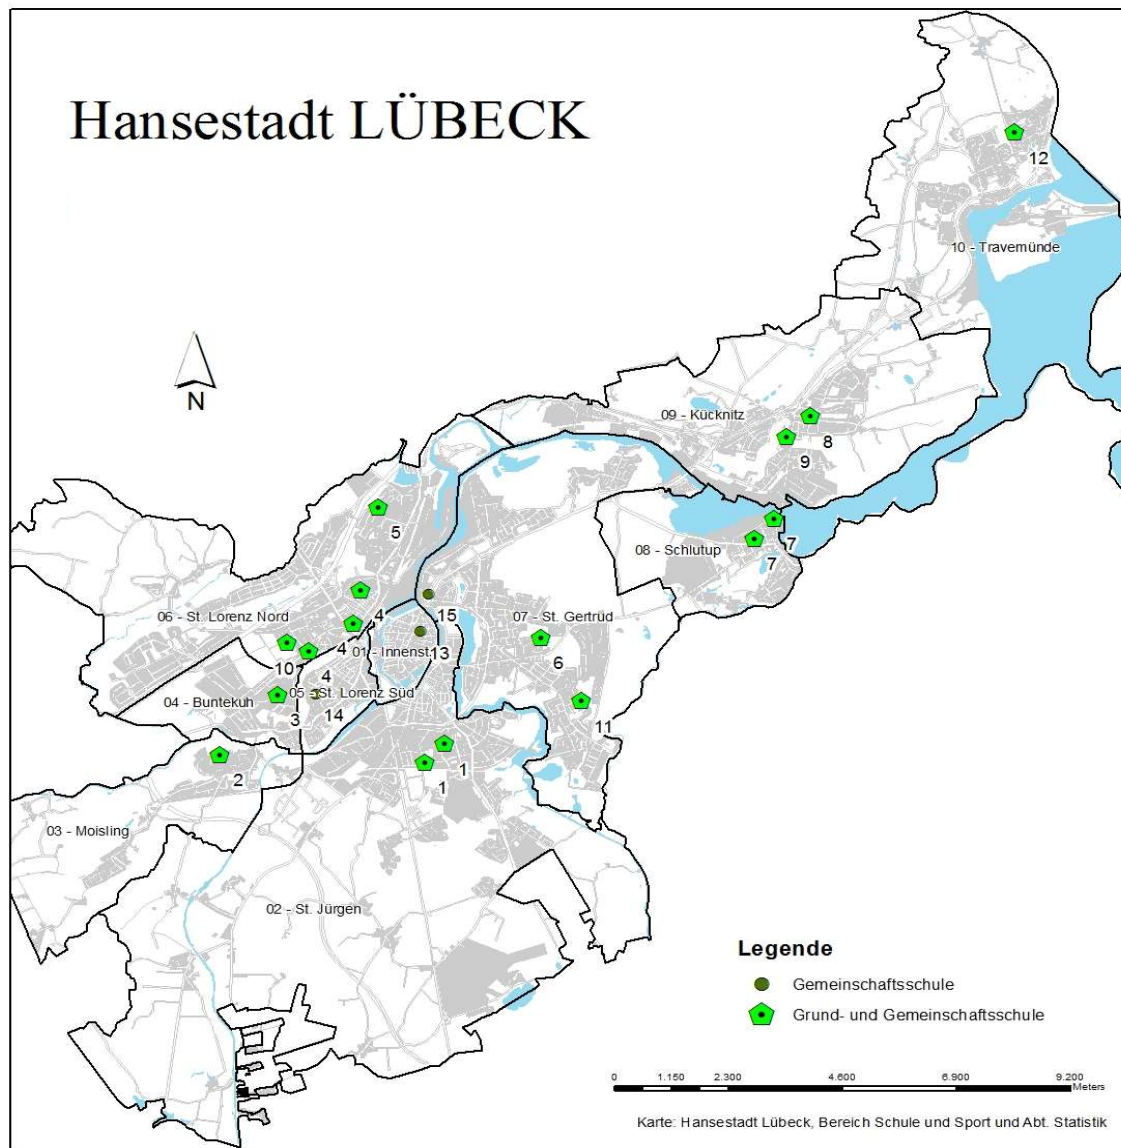 Hansestadt LÜBECK
12
10 - Travemünde
N
09 - Kücknitz
8
9
5
7
08 - Schlutup
7
06 - St. Lorenz Nord
4
15
07 - St. Gertrud
4
01 - Innenst.
13
6
10
4
05 - St. Lorenz Süd
04 - Buntekuh
3
14
11
2
1
1
03 - Moisling
02 - St. Jürgen
Legende
Gemeinschaftsschule
Grund- und Gemeinschaftsschule
0 1.150 2.300 4.600 6.900 9.200
Meters
Karte: Hansestadt Lübeck, Bereich Schule und Sport und Abt. Statistik